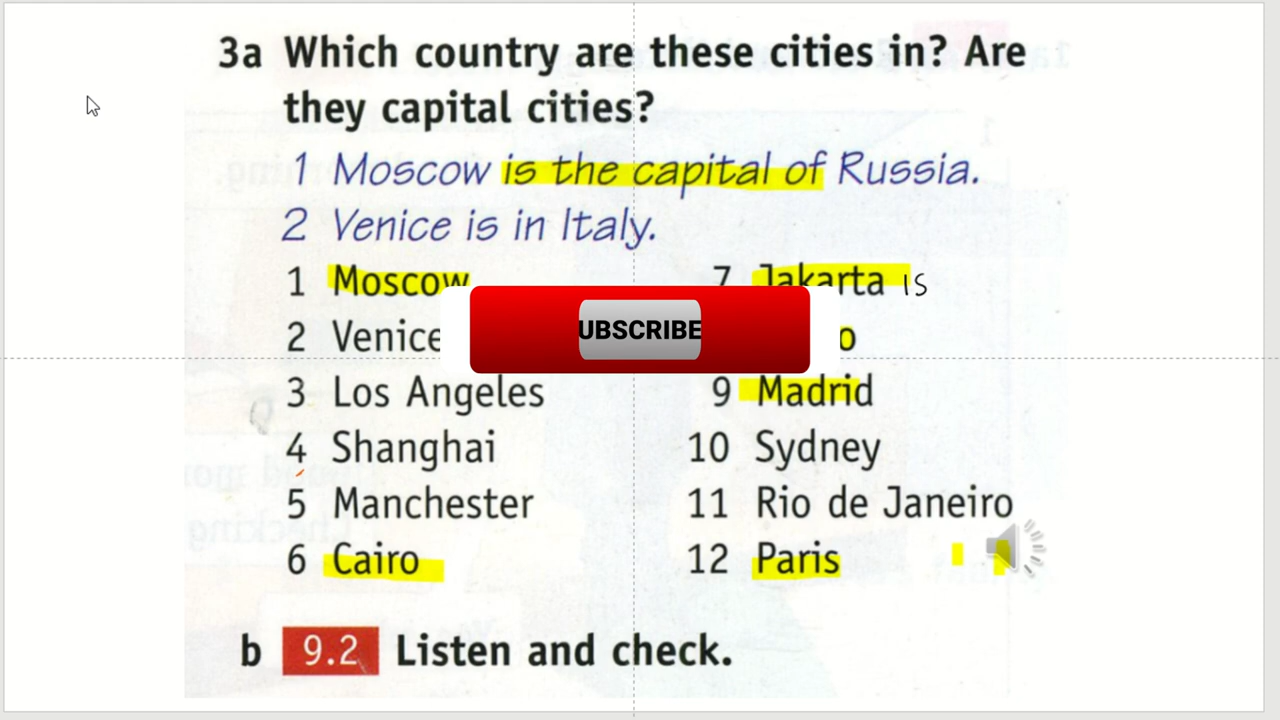 3a Which country are these cities in? Are
they capital cities?
1 Moscow is the capital of Russia.
2 Venice is in Italy.
1 Moscow
2 Venice
3 Los Angeles
4 Shanghai
5 Manchester
6 Cairo
7 Jakarta IS
UBSCRIBE
9 Madrid
10 Sydney
11 Rio de Janeiro
12 Paris
b 9.2 Listen and check.